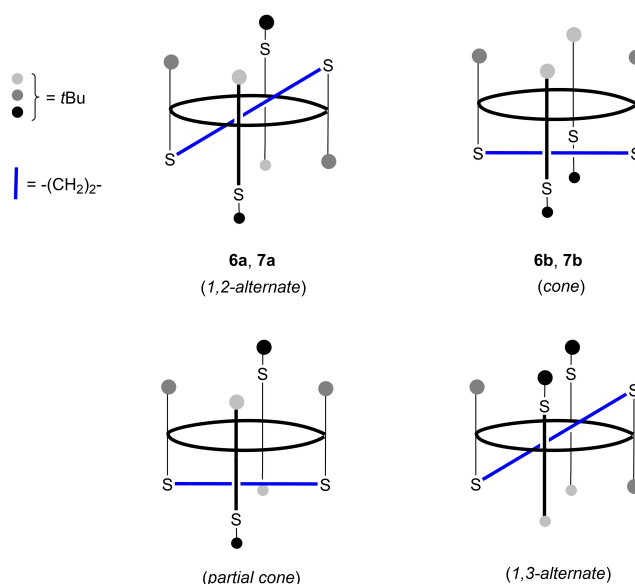 = tBu
= -(CH2)2-
S
S
S
S
6a, 7a
(1,2-alternate)
S
S
S
S
6b, 7b
(cone)
S
S
S
S
(partial cone)
S
S
S
S
(1,3-alternate)